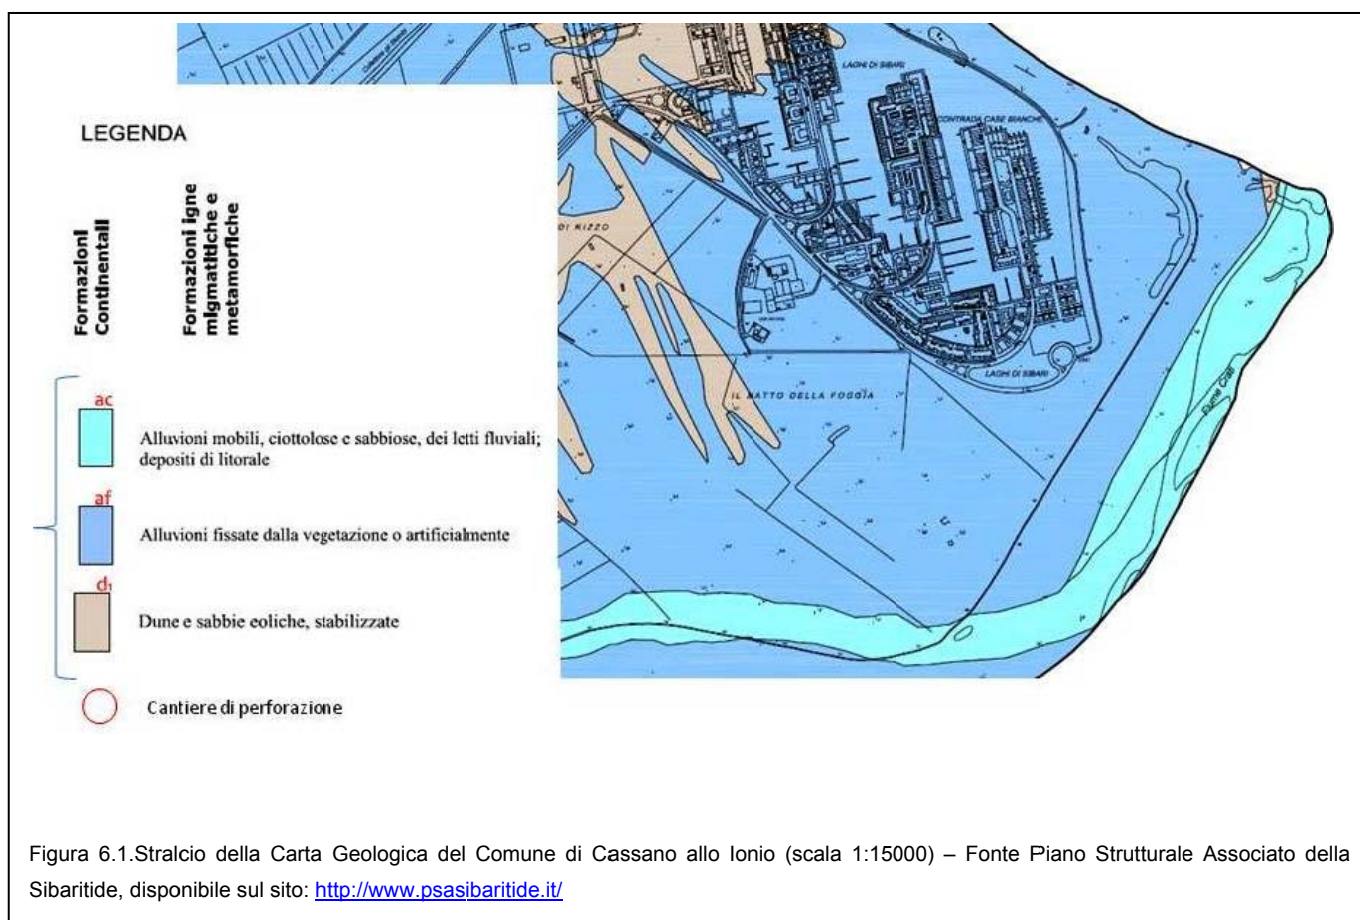 LAGHI DI SIBARI
CONTRADA CASE BIANCHE
DI RIZZO
IL BATTO DELLA FOGGIA
LAGHI DI SIBARI
Fiume Crati
LEGENDA
Formazioni
Continentali
Formazioni igne
migmatitiche e
metamorfiche
ac
Alluvioni mobili, ciottolose e sabbiose, dei letti fluviali;
depositi di litorale
af
Alluvioni fissate dalla vegetazione o artificialmente
d₁
Dune e sabbie eoliche, stabilizzate
Cantiere di perforazione
Figura 6.1.Stralcio della Carta Geologica del Comune di Cassano allo Ionio (scala 1:15000) – Fonte Piano Strutturale Associato della
Sibaritide, disponibile sul sito: http://www.psasibaritide.it/